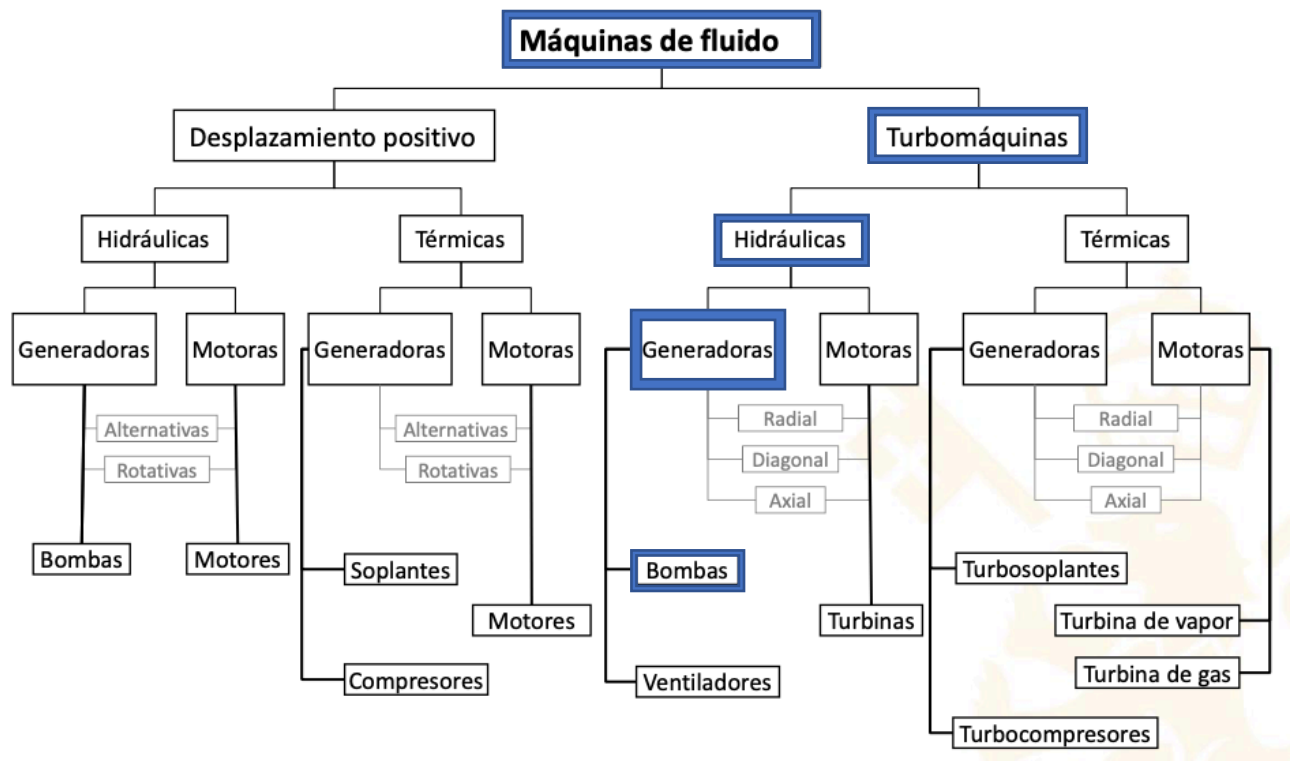 Máquinas de fluido
Desplazamiento positivo
Turbomáquinas
Hidráulicas
Térmicas
Hidráulicas
Térmicas
Generadoras
Motoras
Generadoras
Motoras
Generadoras
Motoras
Generadoras
Motoras
Alternativas
Alternativas
Radial
Radial
Rotativas
Rotativas
Diagonal
Diagonal
Axial
Axial
Bombas
Motores
Soplantes
Bombas
Turbosoplantes
Motores
Turbinas
Turbina de vapor
Compresores
Ventiladores
Turbina de gas
Turbocompresores